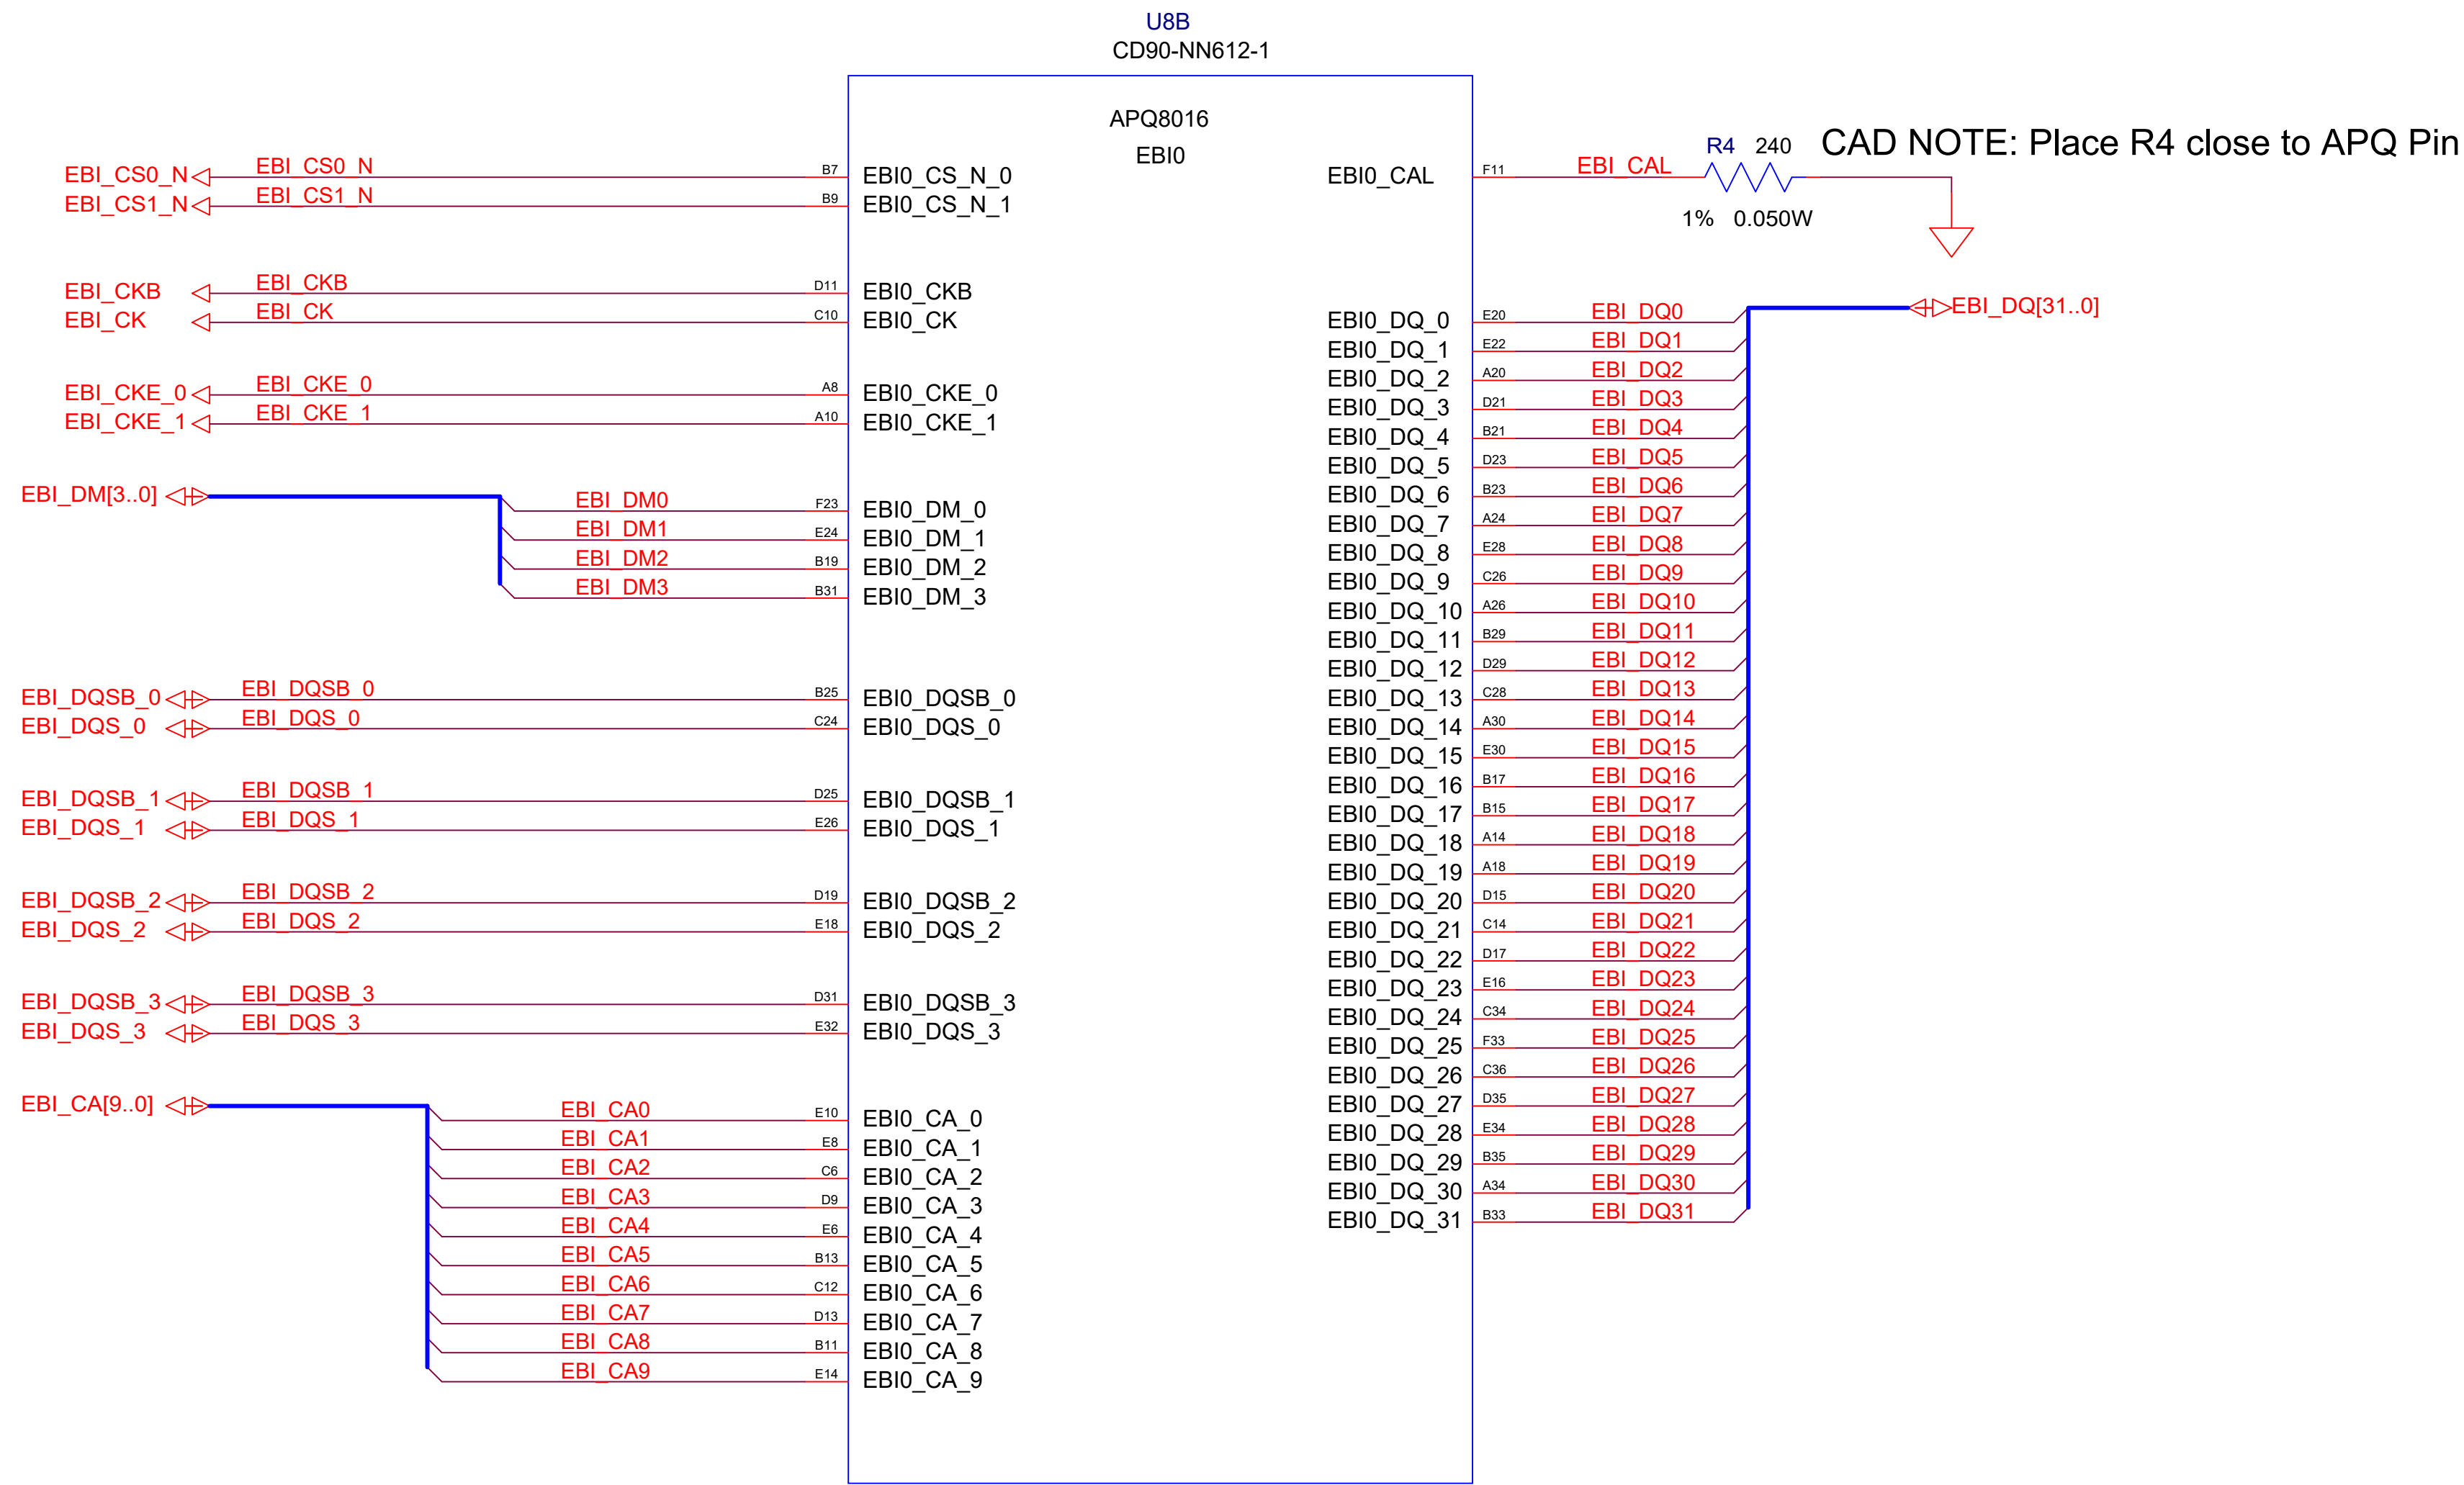 U8B
CD90-NN612-1
APQ8016
EBI0
EBI_CS0_N EBI_CS0_N B7 EBI0_CS_N_0
EBI_CS1_N EBI_CS1_N B9 EBI0_CS_N_1
EBI_CKB EBI_CKB D11 EBI0_CKB
EBI_CK EBI_CK C10 EBI0_CK
EBI_CKE_0 EBI_CKE_0 A8 EBI0_CKE_0
EBI_CKE_1 EBI_CKE_1 A10 EBI0_CKE_1
EBI_DM[3..0]
EBI_DM0 F23 EBI0_DM_0
EBI_DM1 E24 EBI0_DM_1
EBI_DM2 B19 EBI0_DM_2
EBI_DM3 B31 EBI0_DM_3
EBI_DQSB_0 EBI_DQSB_0 B25 EBI0_DQSB_0
EBI_DQS_0 EBI_DQS_0 C24 EBI0_DQS_0
EBI_DQSB_1 EBI_DQSB_1 D25 EBI0_DQSB_1
EBI_DQS_1 EBI_DQS_1 E26 EBI0_DQS_1
EBI_DQSB_2 EBI_DQSB_2 D19 EBI0_DQSB_2
EBI_DQS_2 EBI_DQS_2 E18 EBI0_DQS_2
EBI_DQSB_3 EBI_DQSB_3 D31 EBI0_DQSB_3
EBI_DQS_3 EBI_DQS_3 E32 EBI0_DQS_3
EBI_CA[9..0]
EBI_CA0 E10 EBI0_CA_0
EBI_CA1 E8 EBI0_CA_1
EBI_CA2 C6 EBI0_CA_2
EBI_CA3 D9 EBI0_CA_3
EBI_CA4 E6 EBI0_CA_4
EBI_CA5 B13 EBI0_CA_5
EBI_CA6 C12 EBI0_CA_6
EBI_CA7 D13 EBI0_CA_7
EBI_CA8 B11 EBI0_CA_8
EBI_CA9 E14 EBI0_CA_9
R4 240 CAD NOTE: Place R4 close to APQ Pin
EBI0_CAL F11 EBI_CAL
1% 0.050W
EBI_DQ[31..0]
EBI0_DQ_0 E20 EBI_DQ0
EBI0_DQ_1 E22 EBI_DQ1
EBI0_DQ_2 A20 EBI_DQ2
EBI0_DQ_3 D21 EBI_DQ3
EBI0_DQ_4 B21 EBI_DQ4
EBI0_DQ_5 D23 EBI_DQ5
EBI0_DQ_6 B23 EBI_DQ6
EBI0_DQ_7 A24 EBI_DQ7
EBI0_DQ_8 E28 EBI_DQ8
EBI0_DQ_9 C26 EBI_DQ9
EBI0_DQ_10 A26 EBI_DQ10
EBI0_DQ_11 B29 EBI_DQ11
EBI0_DQ_12 D29 EBI_DQ12
EBI0_DQ_13 C28 EBI_DQ13
EBI0_DQ_14 A30 EBI_DQ14
EBI0_DQ_15 E30 EBI_DQ15
EBI0_DQ_16 B17 EBI_DQ16
EBI0_DQ_17 B15 EBI_DQ17
EBI0_DQ_18 A14 EBI_DQ18
EBI0_DQ_19 A18 EBI_DQ19
EBI0_DQ_20 D15 EBI_DQ20
EBI0_DQ_21 C14 EBI_DQ21
EBI0_DQ_22 D17 EBI_DQ22
EBI0_DQ_23 E16 EBI_DQ23
EBI0_DQ_24 C34 EBI_DQ24
EBI0_DQ_25 F33 EBI_DQ25
EBI0_DQ_26 C36 EBI_DQ26
EBI0_DQ_27 D35 EBI_DQ27
EBI0_DQ_28 E34 EBI_DQ28
EBI0_DQ_29 B35 EBI_DQ29
EBI0_DQ_30 A34 EBI_DQ30
EBI0_DQ_31 B33 EBI_DQ31